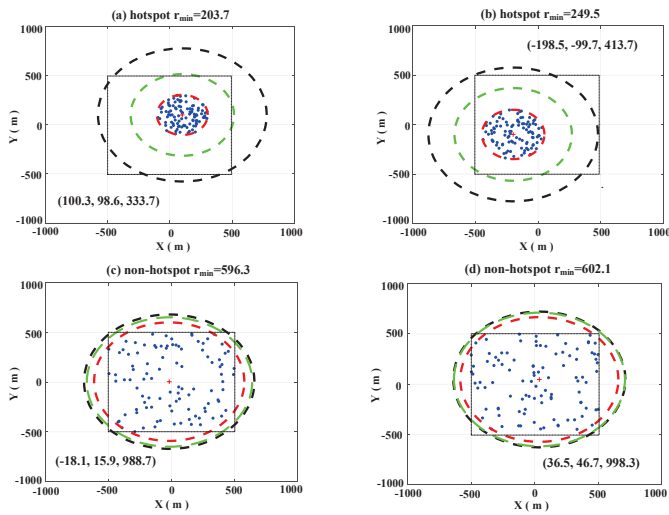 (a) hotspot rmin=203.7
1000
500
0
-500
-1000
Y ( m )
(100.3, 98.6, 333.7)
-1000
-500
0
500
1000
X ( m )
(b) hotspot rmin=249.5
1000
500
0
-500
-1000
Y ( m )
(-198.5, -99.7, 413.7)
-1000
-500
0
500
1000
X ( m )
(c) non-hotspot rmin=596.3
1000
500
0
-500
-1000
Y ( m )
(-18.1, 15.9, 988.7)
-1000
-500
0
500
1000
X ( m )
(d) non-hotspot rmin=602.1
1000
500
0
-500
-1000
Y ( m )
(36.5, 46.7, 998.3)
-1000
-500
0
500
1000
X ( m )